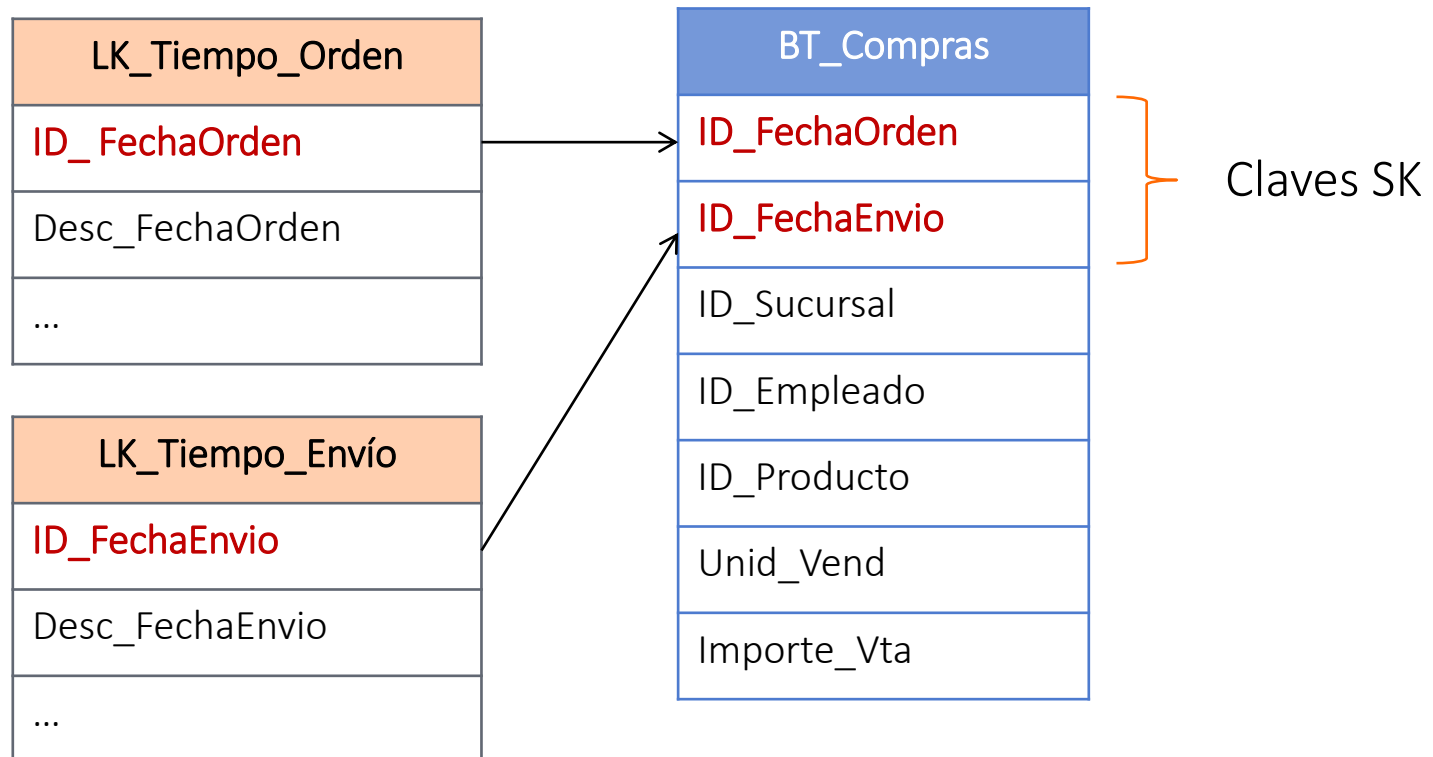 LK_Tiempo_Orden
ID_ FechaOrden
Desc_FechaOrden
...
LK_Tiempo_Envío
ID_FechaEnvio
Desc_FechaEnvio
...
BT_Compras
ID_FechaOrden
ID_FechaEnvio
ID_Sucursal
ID_Empleado
ID_Producto
Unid_Vend
Importe_Vta
Claves SK